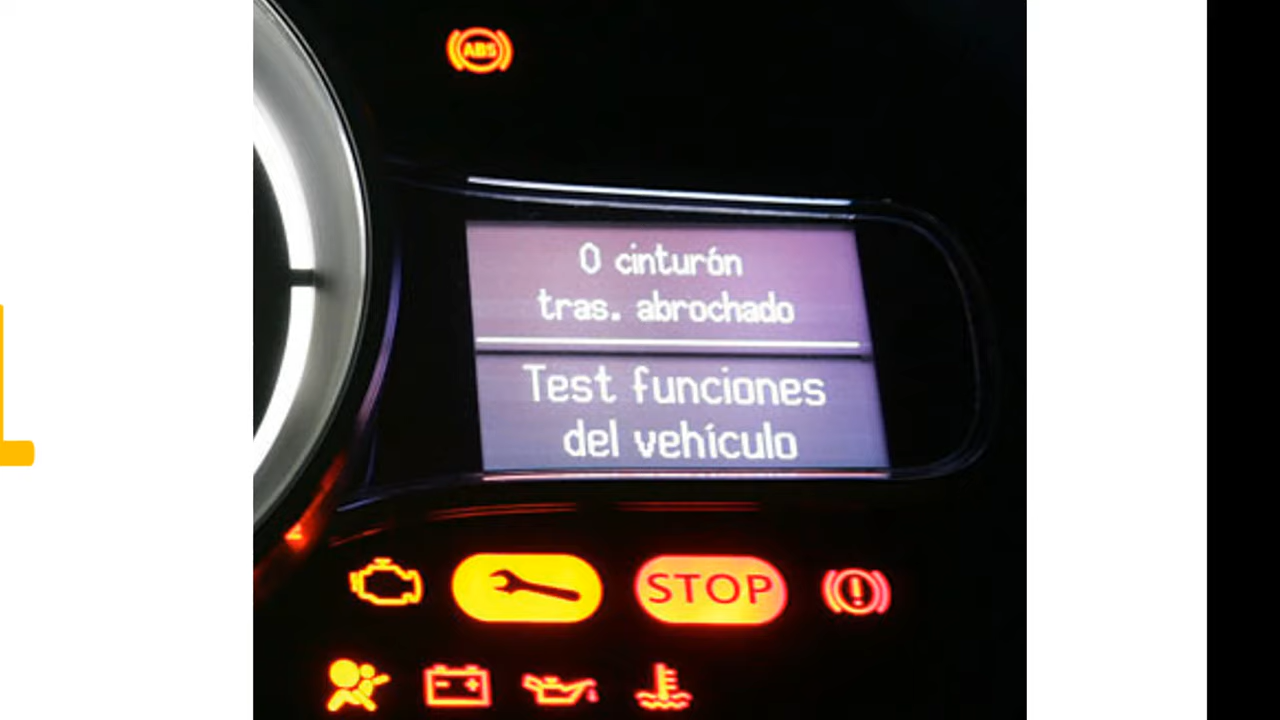 ABS
0 cinturón
tras. abrochado
Test funciones
del vehículo
STOP